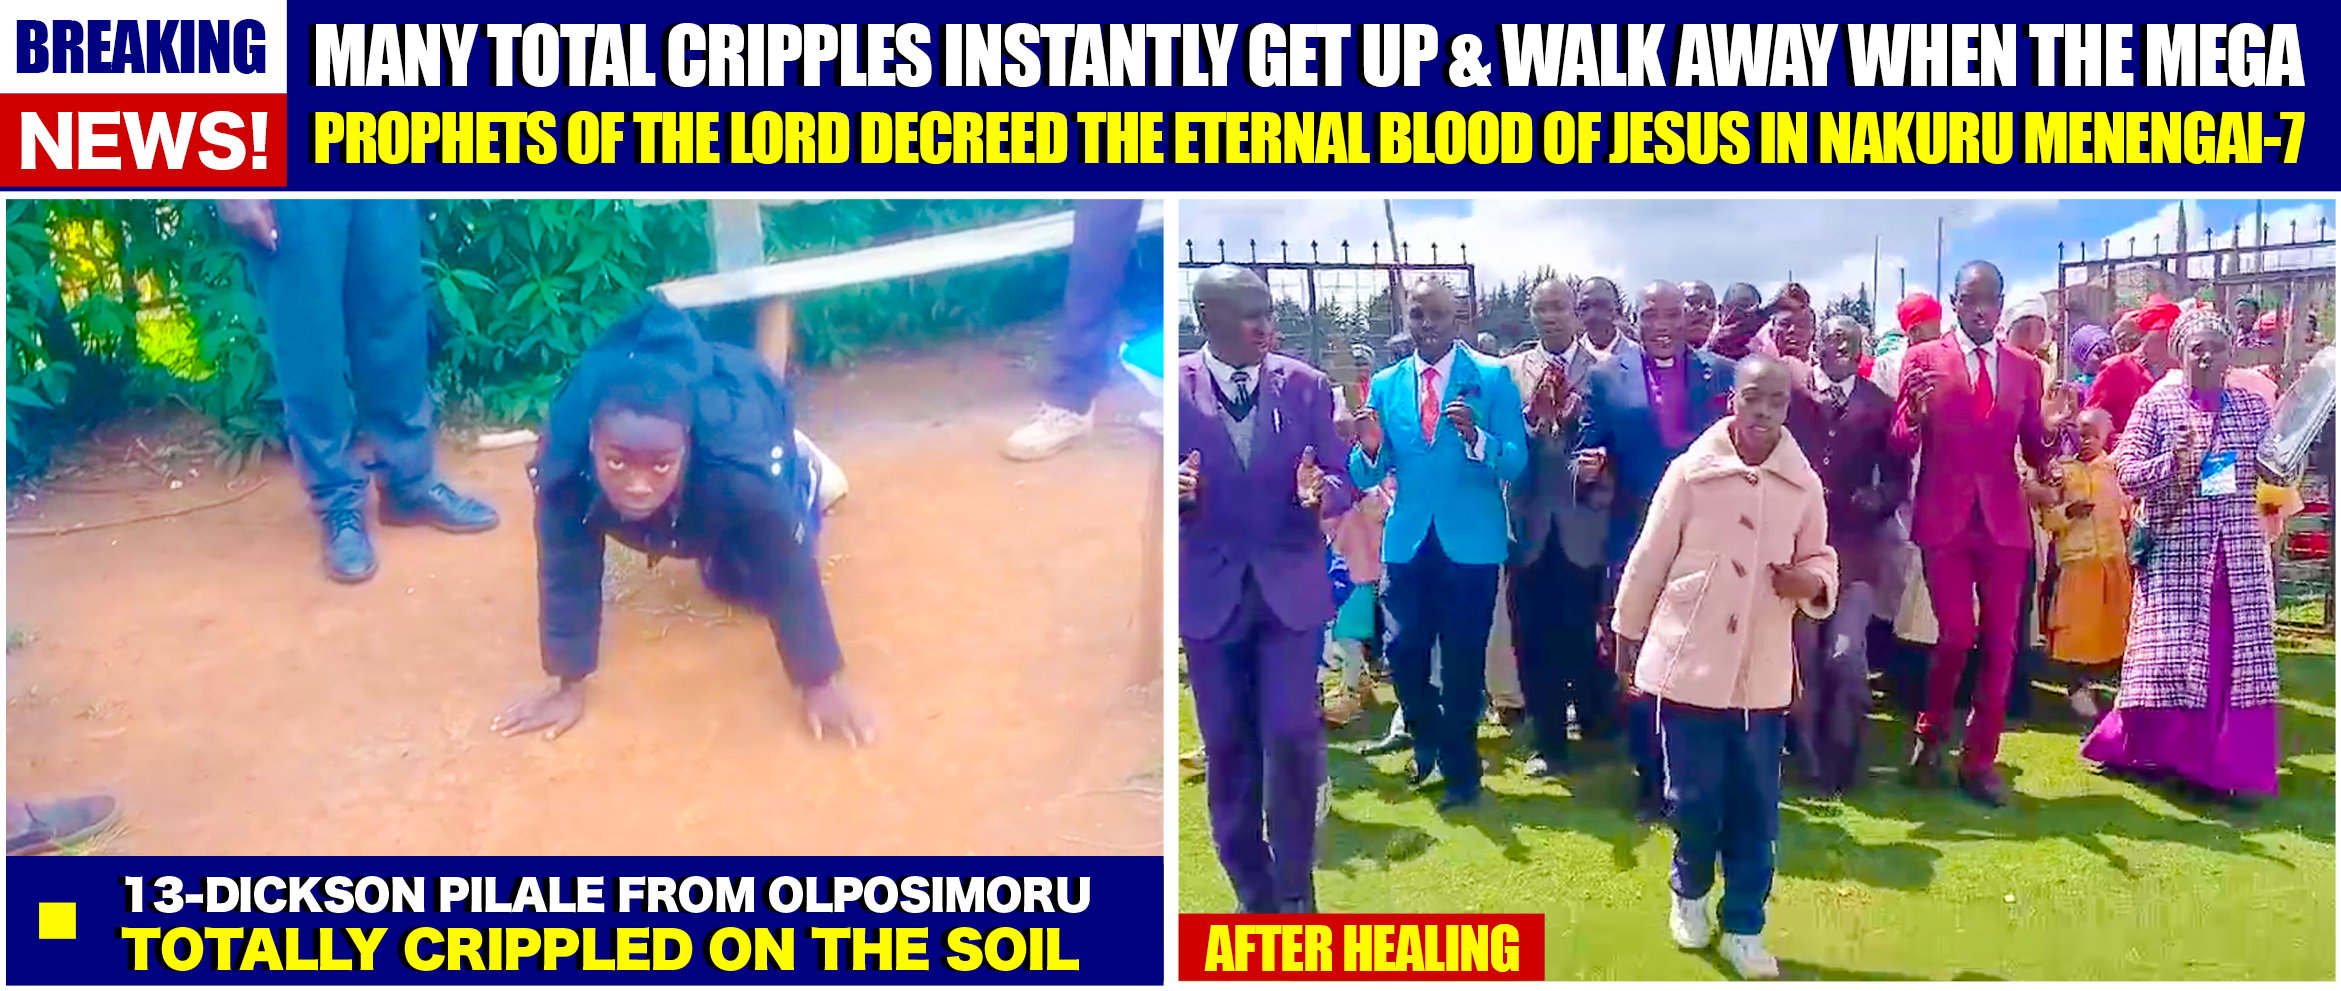 BREAKING
NEWS!
MANY TOTAL CRIPPLES INSTANTLY GET UP & WALK AWAY WHEN THE MEGA
PROPHETS OF THE LORD DECREED THE ETERNAL BLOOD OF JESUS IN NAKURU MENENGAI-7
13-DICKSON PILALE FROM OLPOSIMORU
TOTALLY CRIPPLED ON THE SOIL
AFTER HEALING